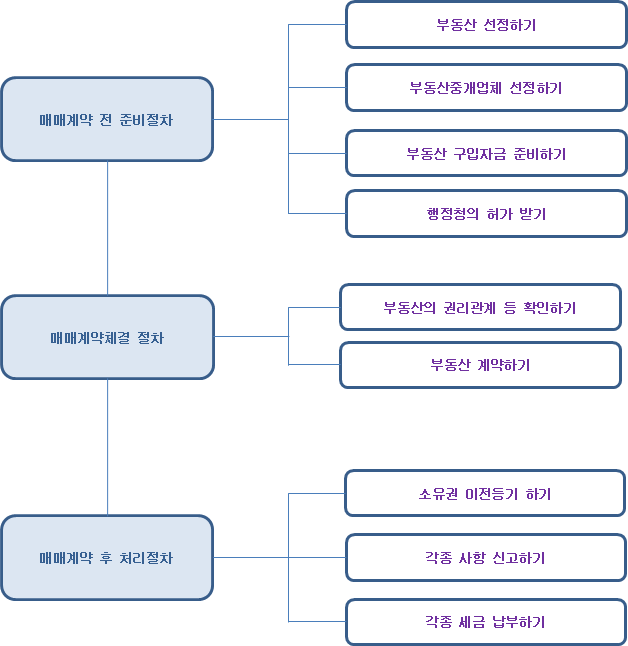 매매계약 전 준비절차
부동산 선정하기
부동산중개업체 선정하기
부동산 구입자금 준비하기
행정청의 허가 받기
매매계약체결 절차
부동산의 권리관계 등 확인하기
부동산 계약하기
매매계약 후 처리절차
소유권 이전등기 하기
각종 사항 신고하기
각종 세금 납부하기